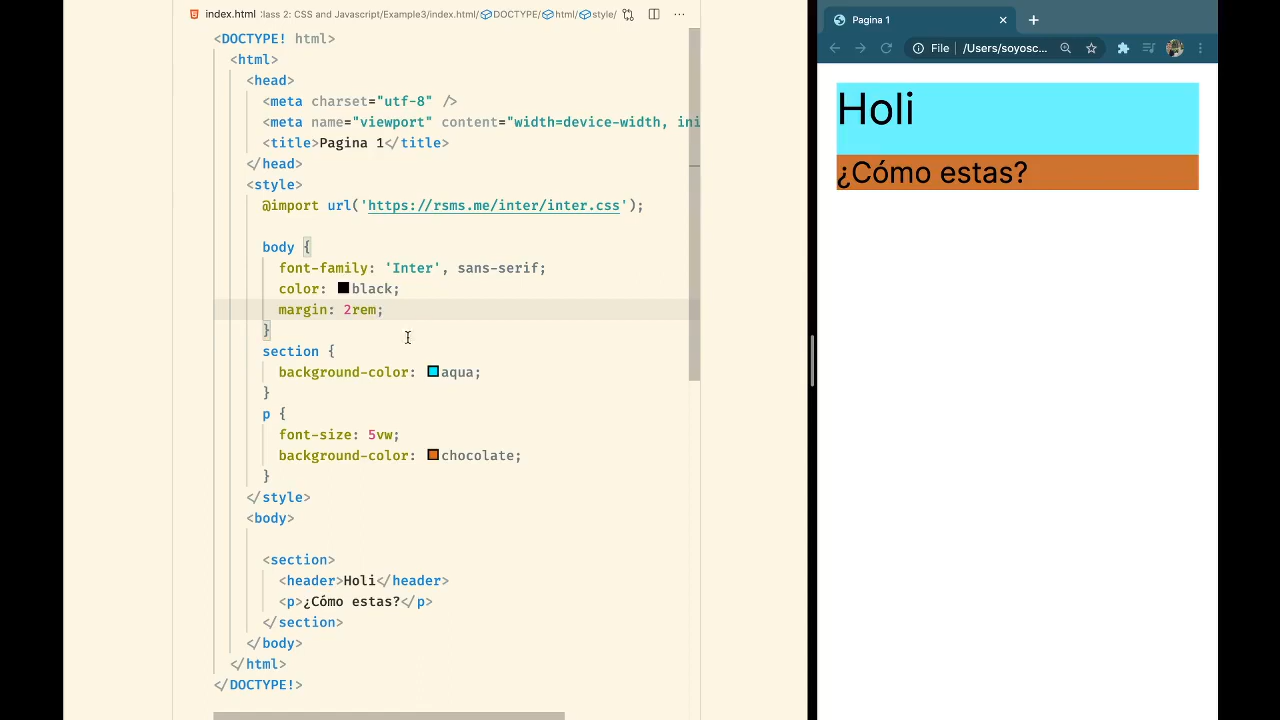 index.html :lass 2: CSS and Javascript/Example3/index.html/ DOCTYPE/ html/ style/ ...
<DOCTYPE! html>
<html>
<head>
<meta charset="utf-8" />
<meta name="viewport" content="width=device-width, ini
<title>Pagina 1</title>
</head>
<style>
@import url('https://rsms.me/inter/inter.css');
body {
font-family: 'Inter', sans-serif;
color: black;
margin: 2rem;
}
section {
background-color: aqua;
}
p {
font-size: 5vw;
background-color: chocolate;
}
</style>
<body>
<section>
<header>Holi</header>
<p>¿Cómo estas?</p>
</section>
</body>
</html>
</DOCTYPE!>
Pagina 1
File /Users/soyosc...
Holi
¿Cómo estas?